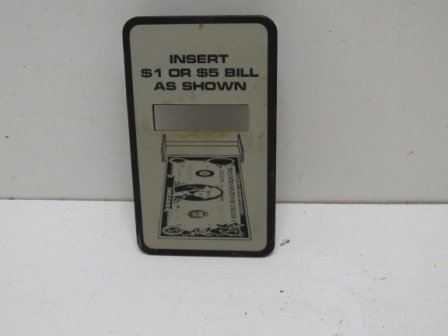 INSERT
$1 OR $5 BILL
AS SHOWN